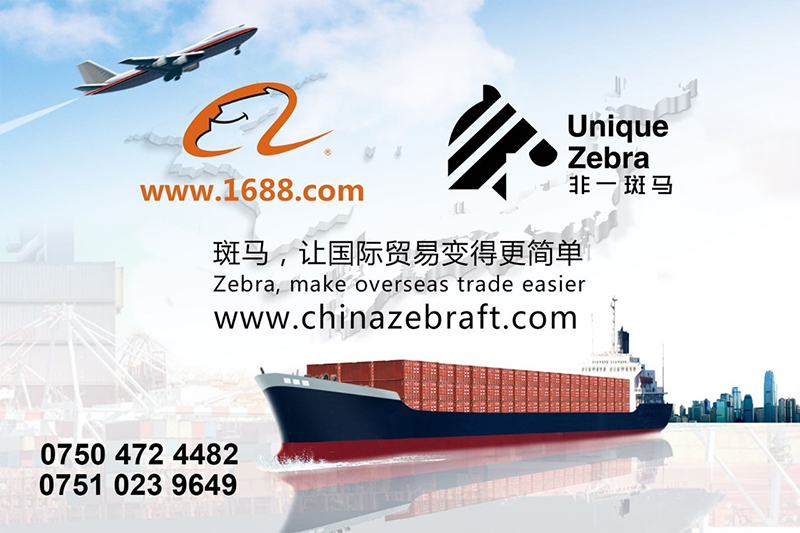 www.1688.com
Unique
Zebra
非一斑马
斑马，让国际贸易变得更简单
Zebra, make overseas trade easier
www.chinazebraft.com
0750 472 4482
0751 023 9649